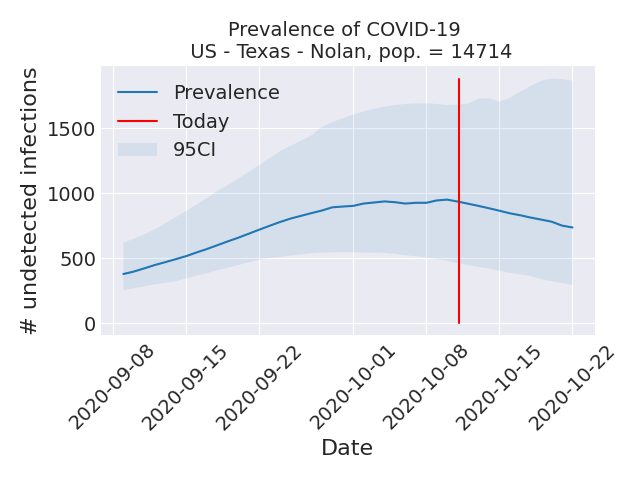 Prevalence of COVID-19
US - Texas - Nolan, pop. = 14714
# undetected infections
1500
1000
500
0
Prevalence
Today
95CI
2020-09-08
2020-09-15
2020-09-22
2020-10-01
2020-10-08
2020-10-15
2020-10-22
Date